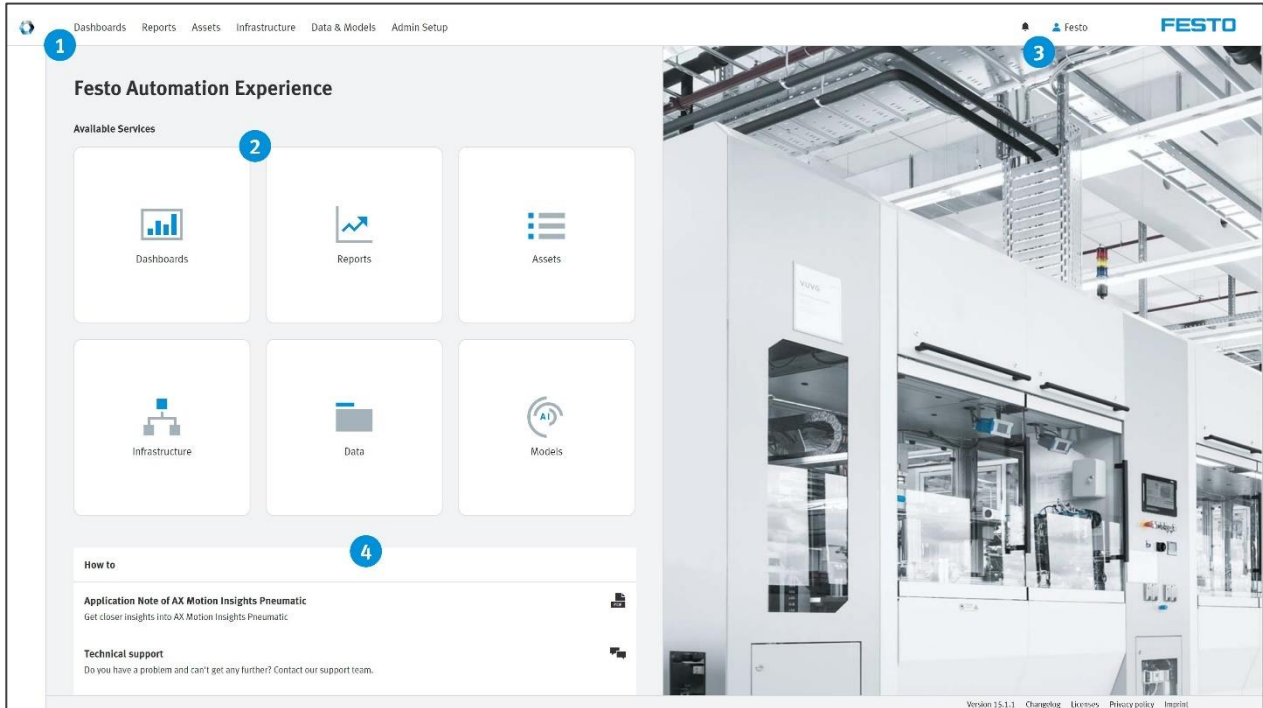 Dashboards Reports Assets Infrastructure Data & Models Admin Setup
Festo
FESTO
1
3
Festo Automation Experience
Available Services
2
Dashboards
Reports
Assets
VUVG
Infrastructure
Data
AI
Models
4
How to
Application Note of AX Motion Insights Pneumatic
PDF
Get closer insights into AX Motion Insights Pneumatic
Technical support
Do you have a problem and can't get any further? Contact our support team.
Version 15.1.1 Changelog Licenses Privacy policy Imprint